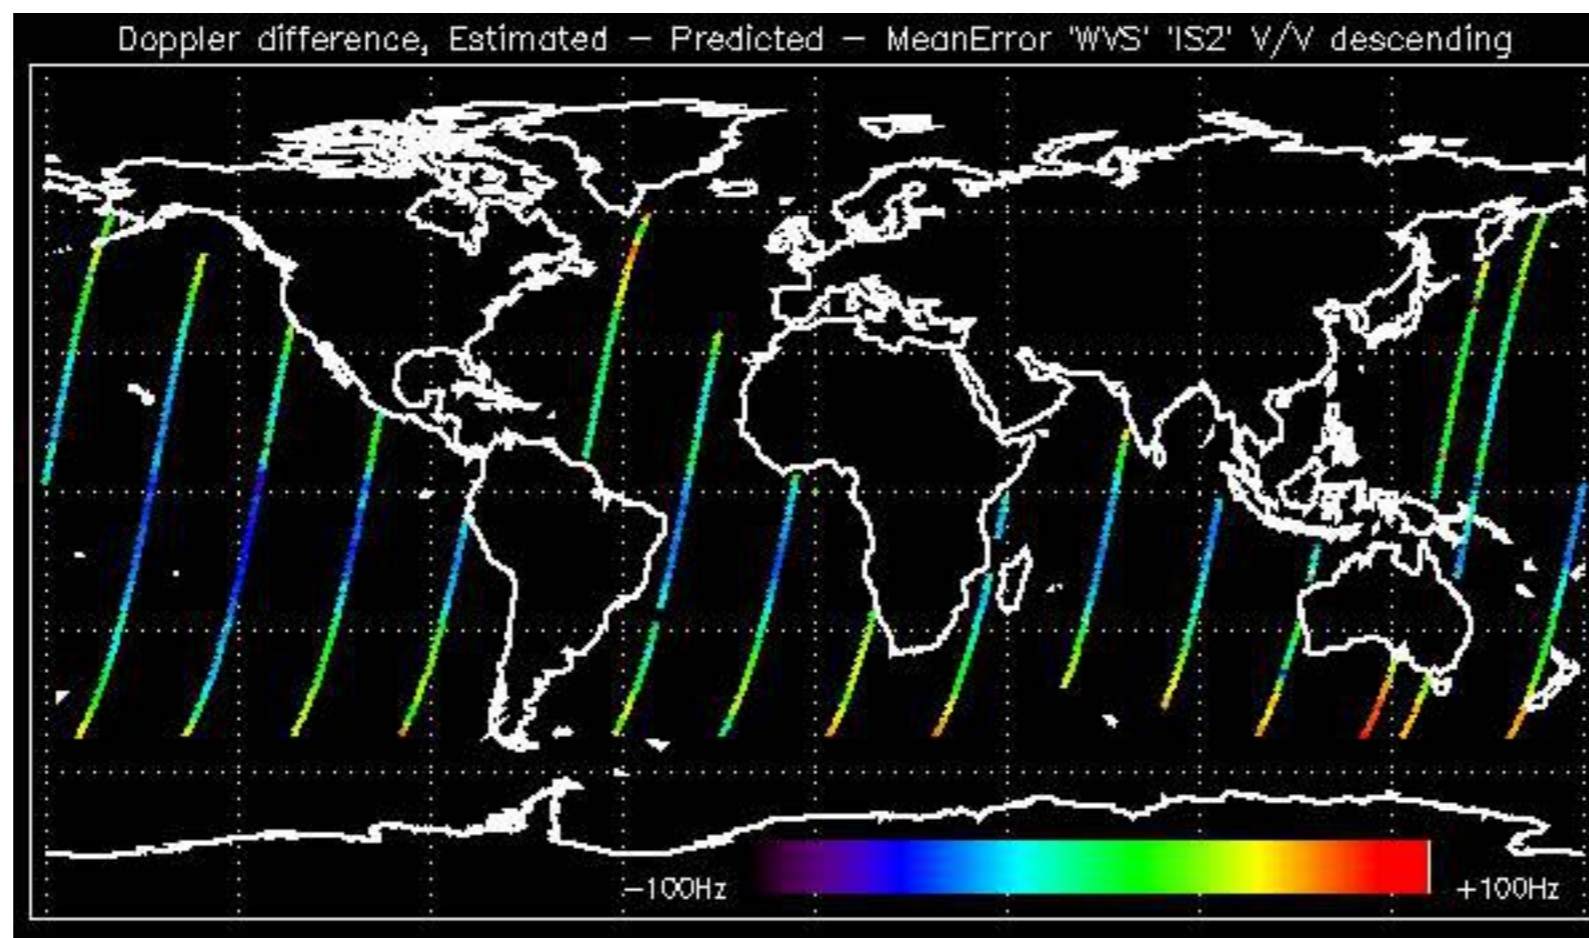 Doppler difference, Estimated – Predicted – MeanError 'WVS' 'IS2' V/V descending
–100Hz
+100Hz